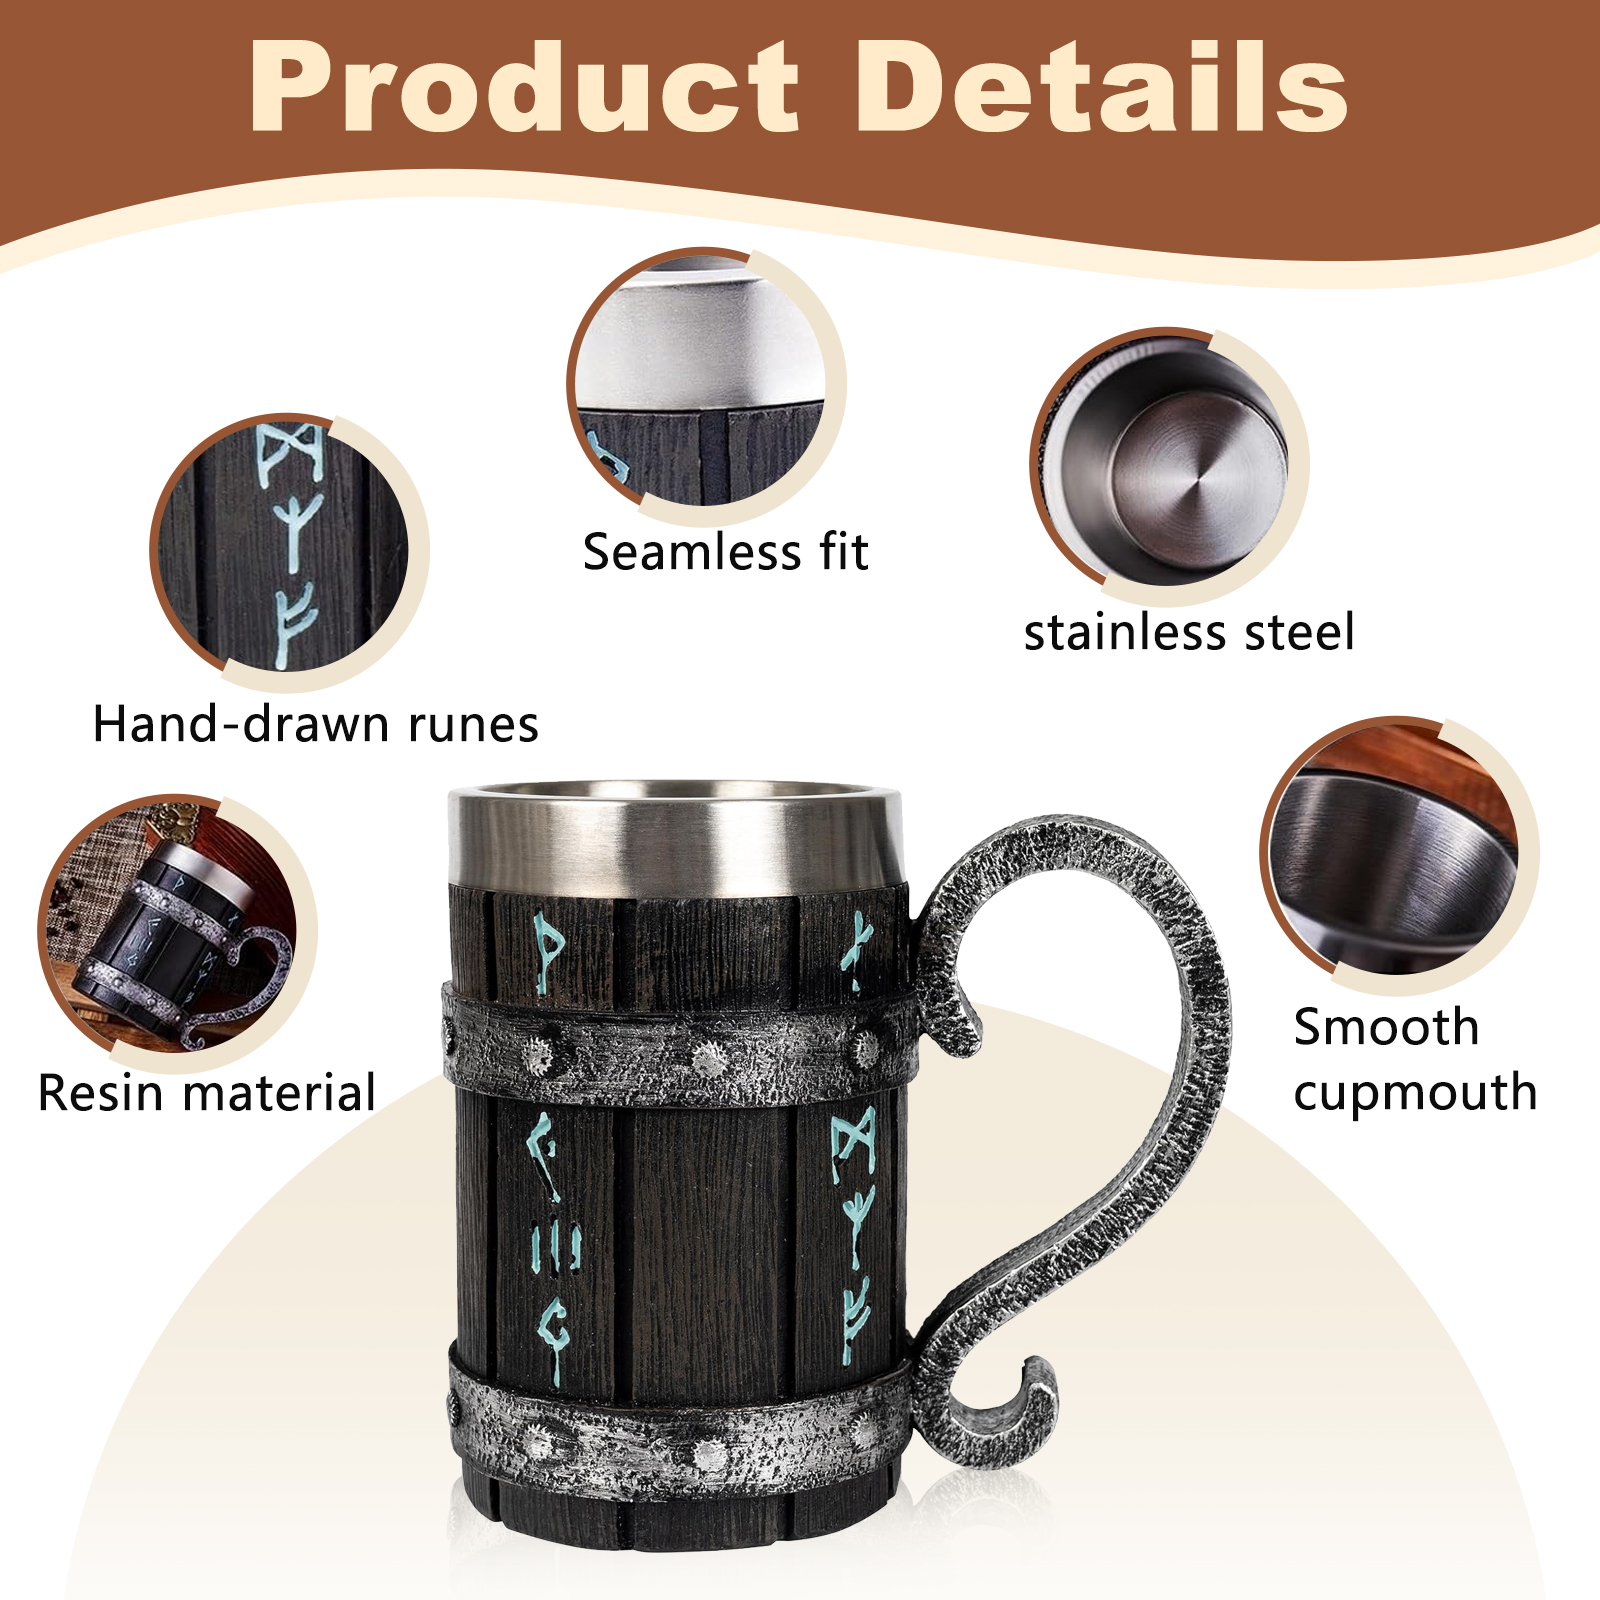 Product Details
Seamless fit
stainless steel
Hand-drawn runes
Smooth
cupmouth
Resin material